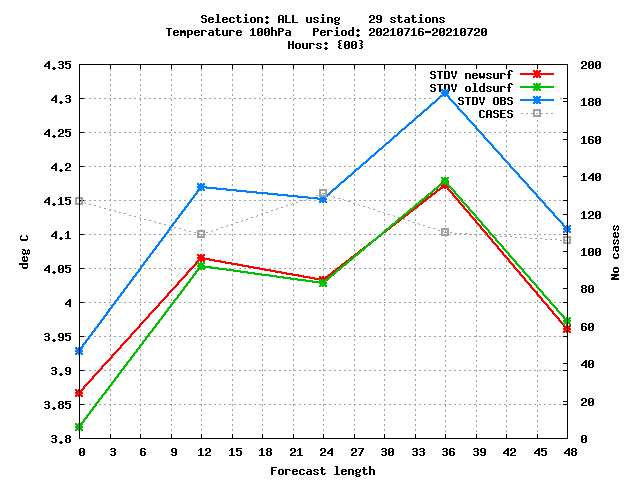 Selection: ALL using    29 stations
Temperature 100hPa   Period: 20210716-20210720
Hours: {00}
STDV newsurf
STDV oldsurf
STDV OBS
CASES
4.35
4.3
4.25
4.2
4.15
4.1
4.05
4
3.95
3.9
3.85
3.8
deg C
200
180
160
140
120
100
80
60
40
20
0
No cases
0 3 6 9 12 15 18 21 24 27 30 33 36 39 42 45 48
Forecast length